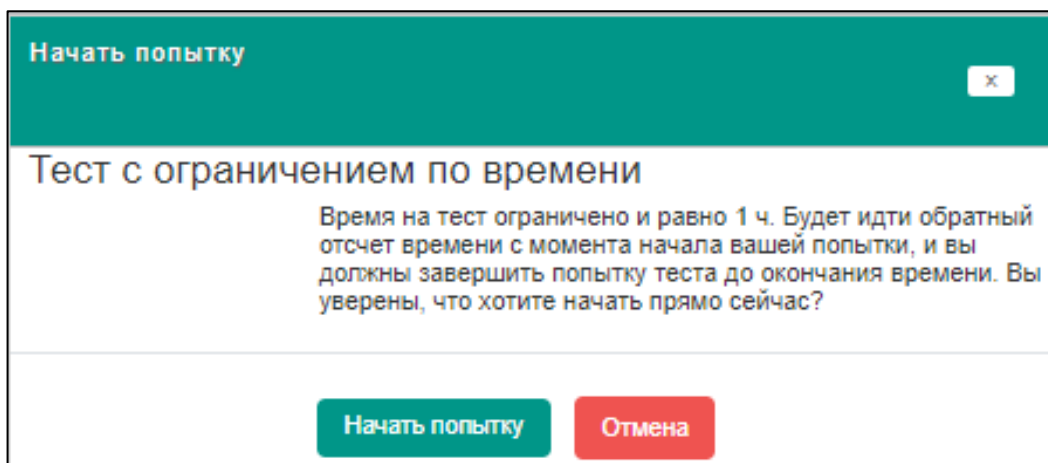 Начать попытку
x
Тест с ограничением по времени
Время на тест ограничено и равно 1 ч. Будет идти обратный
отсчет времени с момента начала вашей попытки, и вы
должны завершить попытку теста до окончания времени. Вы
уверены, что хотите начать прямо сейчас?
Начать попытку Отмена